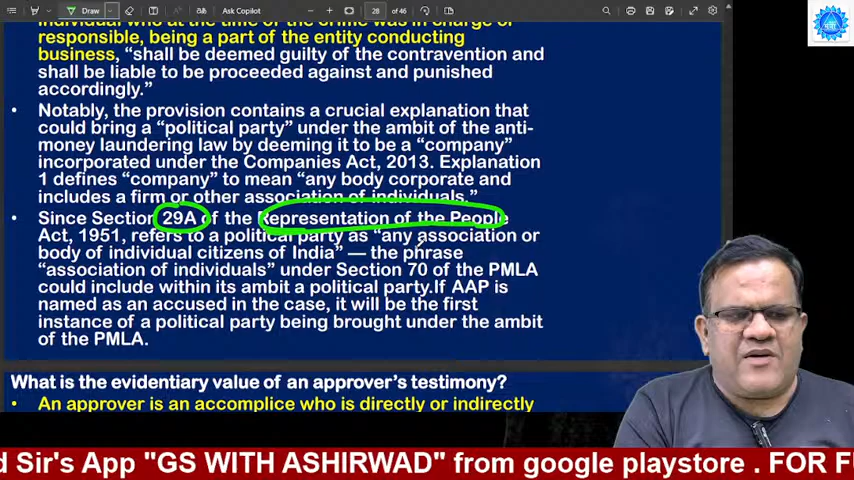 Draw
Ask Copilot
28 of 46
individual who at the time of the crime was in charge or
responsible, being a part of the entity conducting
business, “shall be deemed guilty of the contravention and
shall be liable to be proceeded against and punished
accordingly.”
• Notably, the provision contains a crucial explanation that
could bring a “political party” under the ambit of the anti-
money laundering law by deeming it to be a “company”
incorporated under the Companies Act, 2013. Explanation
1 defines “company” to mean “any body corporate and
includes a firm or other association of individuals.”
• Since Section 29A of the Representation of the People
Act, 1951, refers to a political party as “any association or
body of individual citizens of India” — the phrase
“association of individuals” under Section 70 of the PMLA
could include within its ambit a political party.If AAP is
named as an accused in the case, it will be the first
instance of a political party being brought under the ambit
of the PMLA.
What is the evidentiary value of an approver’s testimony?
• An approver is an accomplice who is directly or indirectly
d Sir's App "GS WITH ASHIRWAD" from google playstore . FOR FU